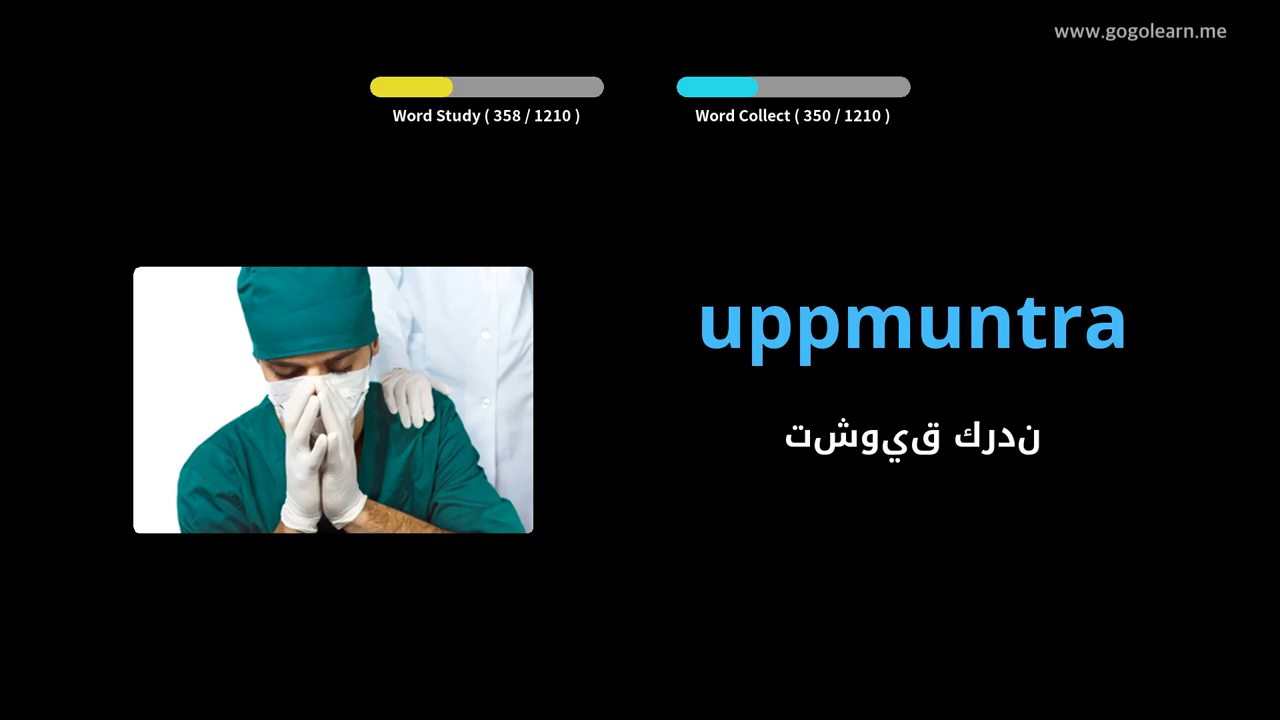 www.gogolearn.me
Word Study ( 358 / 1210 )
Word Collect ( 350 / 1210 )
uppmuntra
ندرك قيوشت